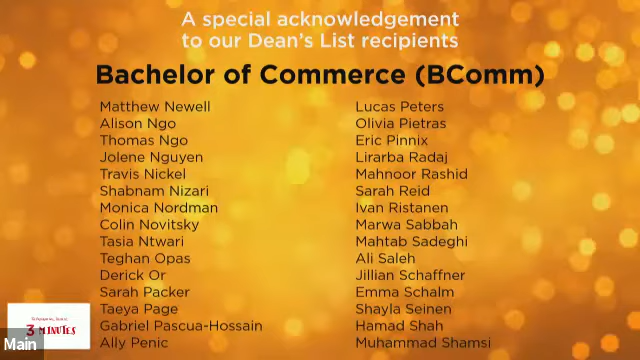 A special acknowledgement
to our Dean's List recipients
Bachelor of Commerce (BComm)
Matthew Newell
Alison Ngo
Thomas Ngo
Jolene Nguyen
Travis Nickel
Shabnam Nizari
Monica Nordman
Colin Novitsky
Tasia Ntwari
Teghan Opas
Derick Or
Sarah Packer
Taeya Page
Gabriel Pascua-Hossain
Ally Penic
Lucas Peters
Olivia Pietras
Eric Pinnix
Lirarba Radaj
Mahnoor Rashid
Sarah Reid
Ivan Ristanen
Marwa Sabbah
Mahtab Sadeghi
Ali Saleh
Jillian Schaffner
Emma Schalm
Shayla Seinen
Hamad Shah
Muhammad Shamsi
3 MINUTES
Main